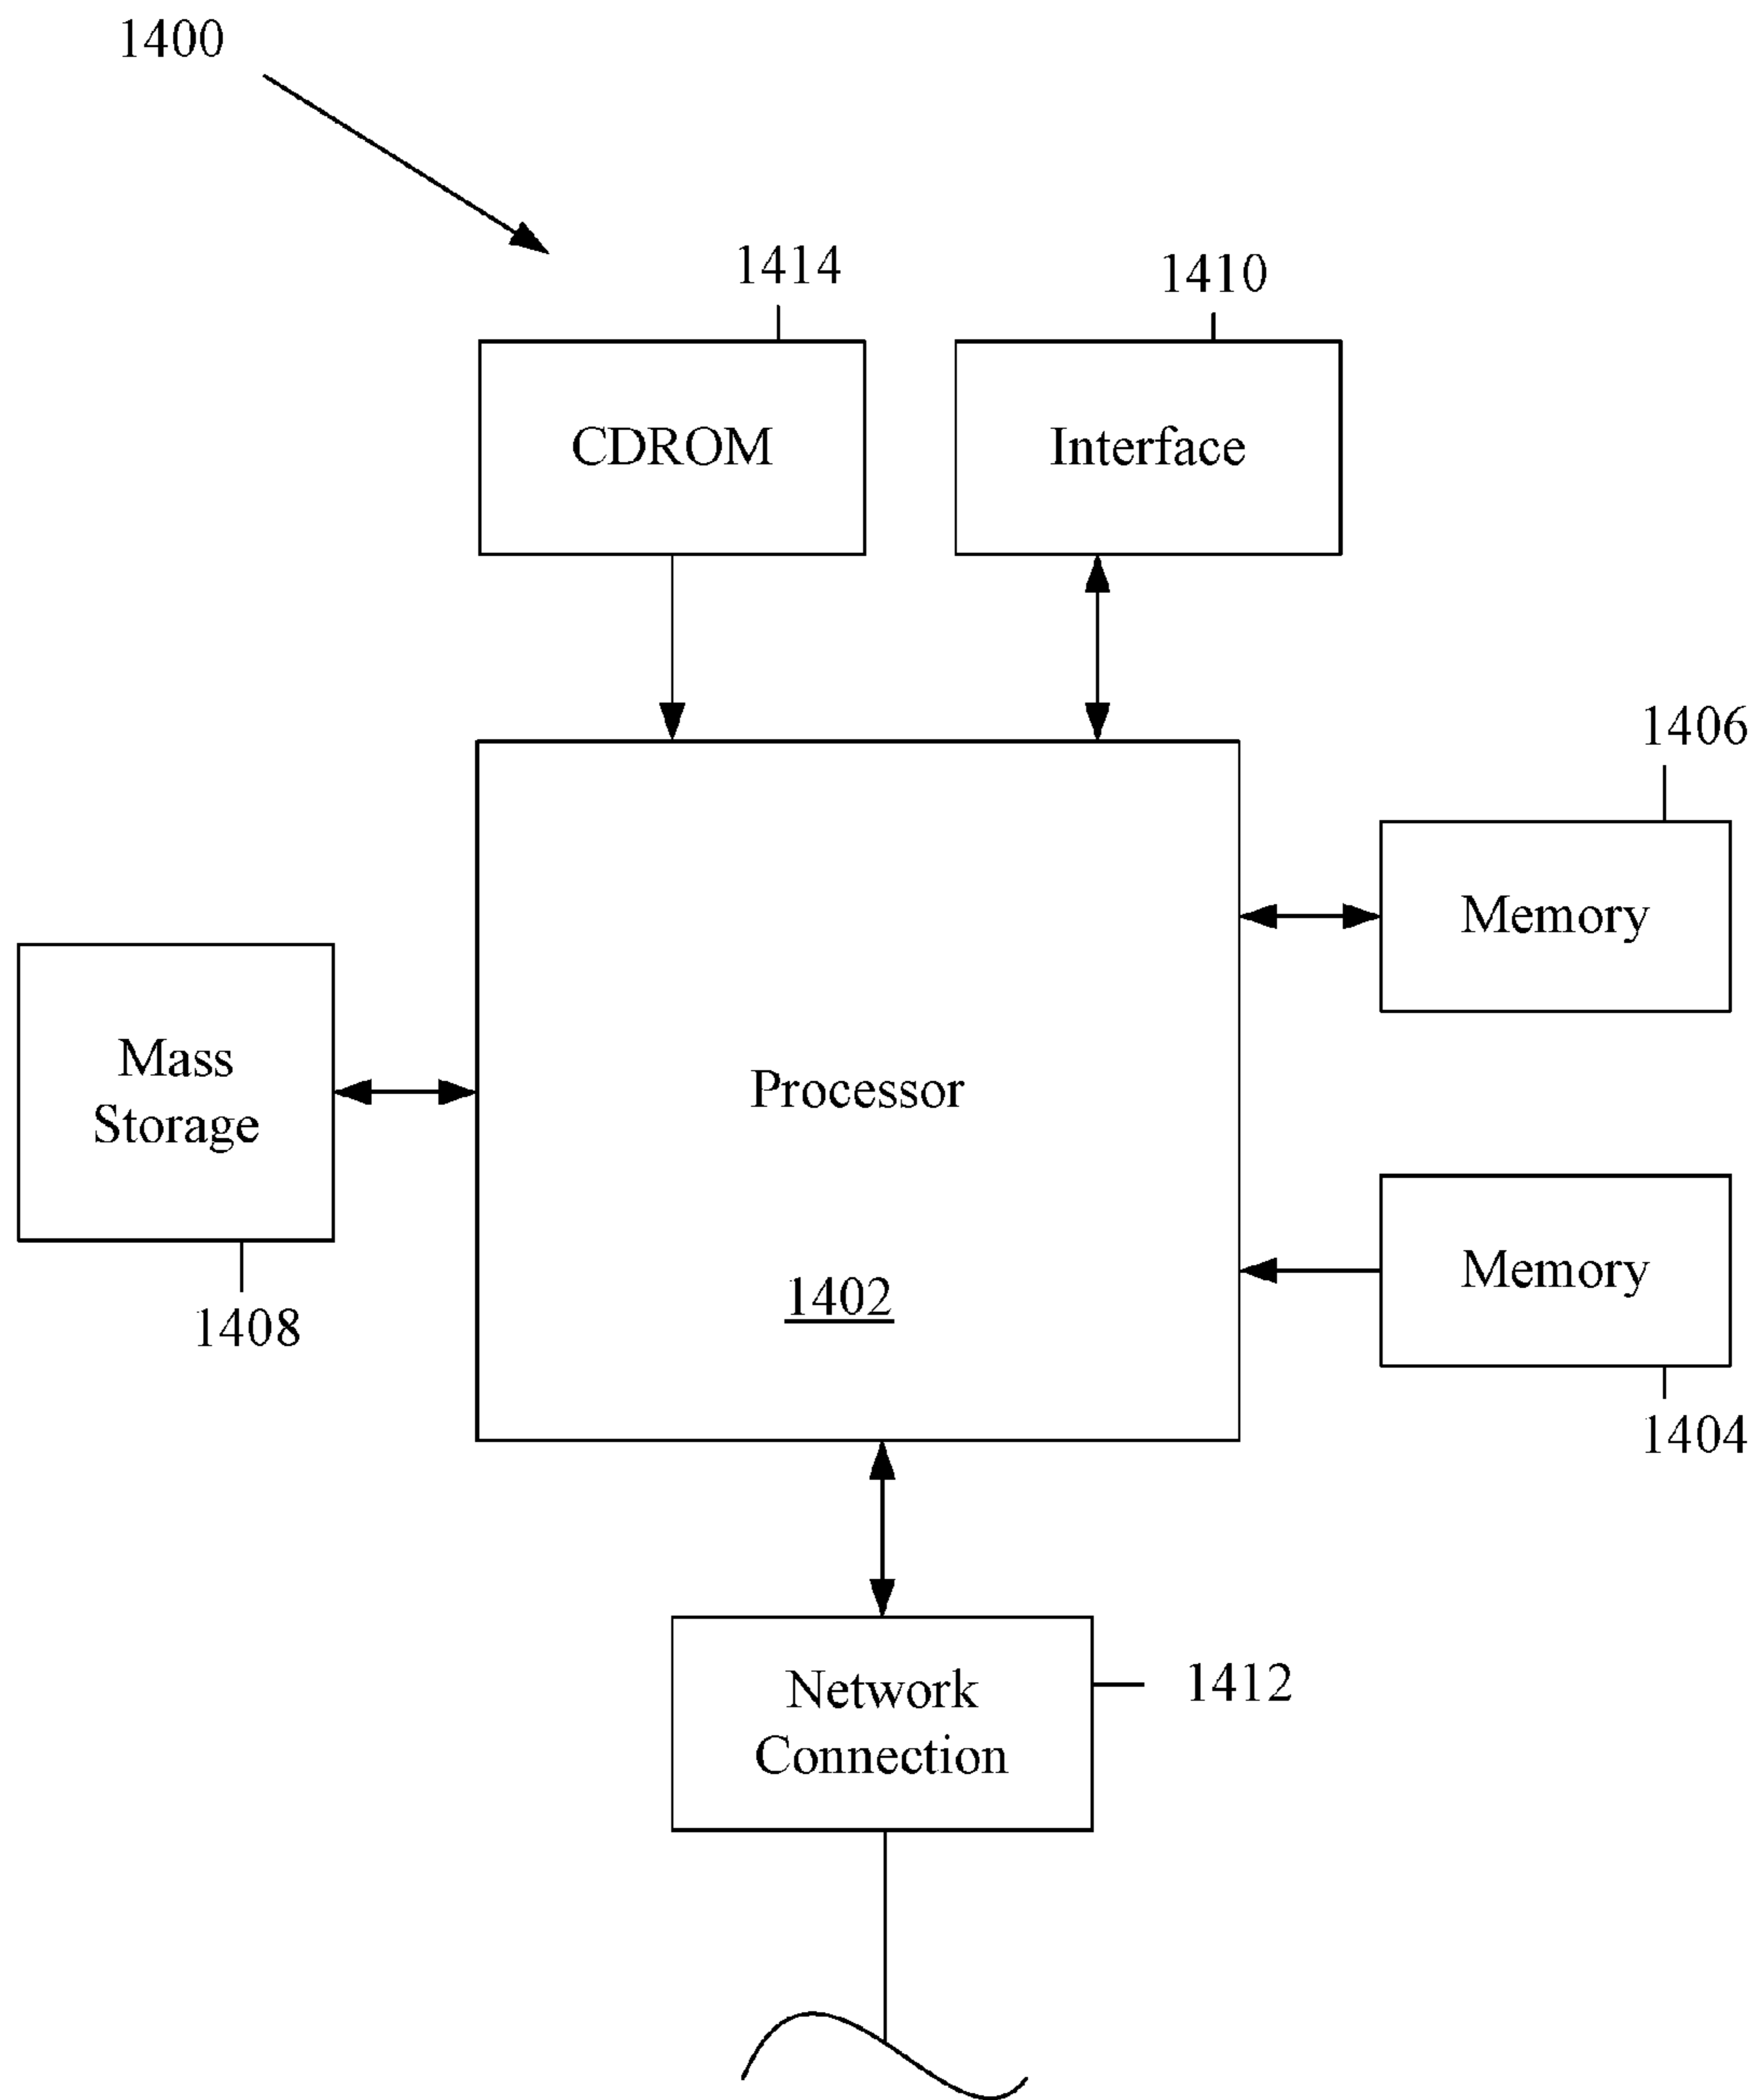 1400
1414
1410
CDROM
Interface
1406
Memory
Mass
Storage
Processor
Memory
1402
1408
1404
Network
Connection
1412